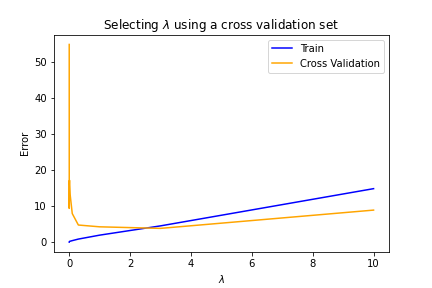 Selecting λ using a cross validation set
Train
Cross Validation
Error
50
40
30
20
10
0
0
2
4
6
8
10
λ